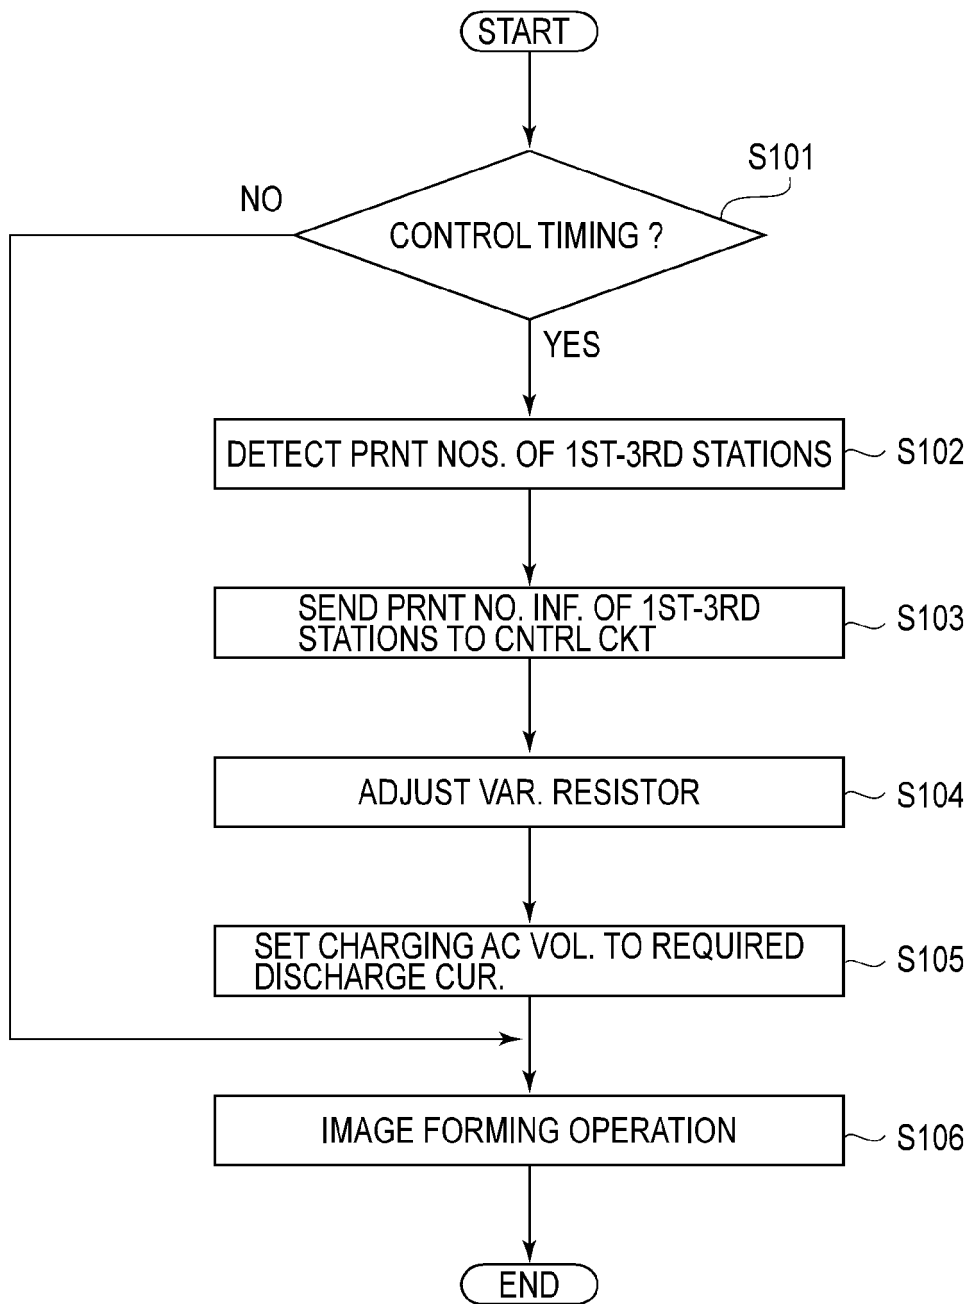 START
S101
NO
CONTROL TIMING ?
YES
DETECT PRNT NOS. OF 1ST-3RD STATIONS
S102
SEND PRNT NO. INF. OF 1ST-3RD
STATIONS TO CNTRL CKT
S103
ADJUST VAR. RESISTOR
S104
SET CHARGING AC VOL. TO REQUIRED
DISCHARGE CUR.
S105
IMAGE FORMING OPERATION
S106
END